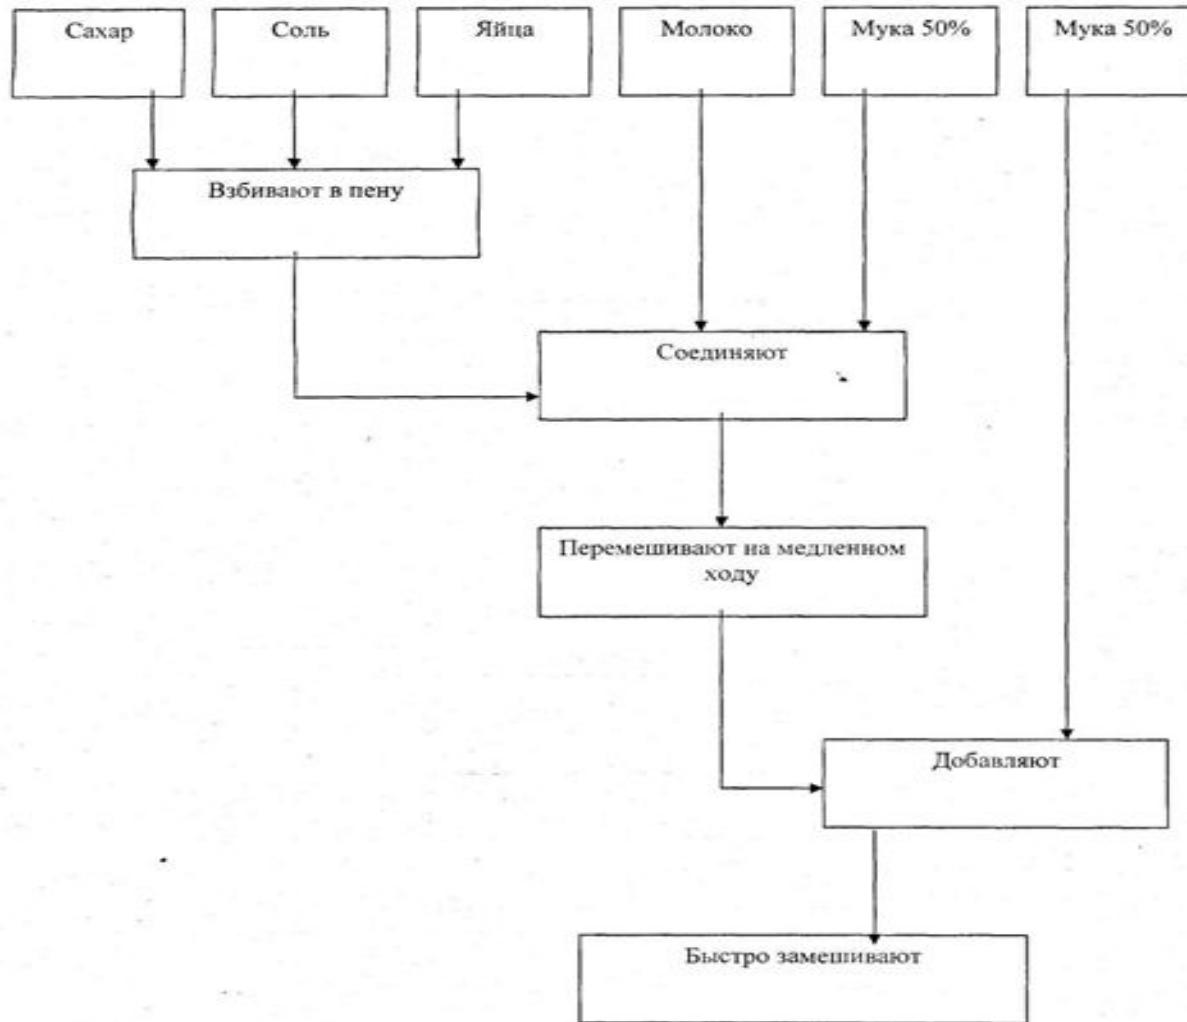 Сахар
Соль
Яйца
Молоко
Мука 50%
Мука 50%
Взбивают в пену
Соединяют
Перемешивают на медленном
ходу
Добавляют
Быстро замешивают